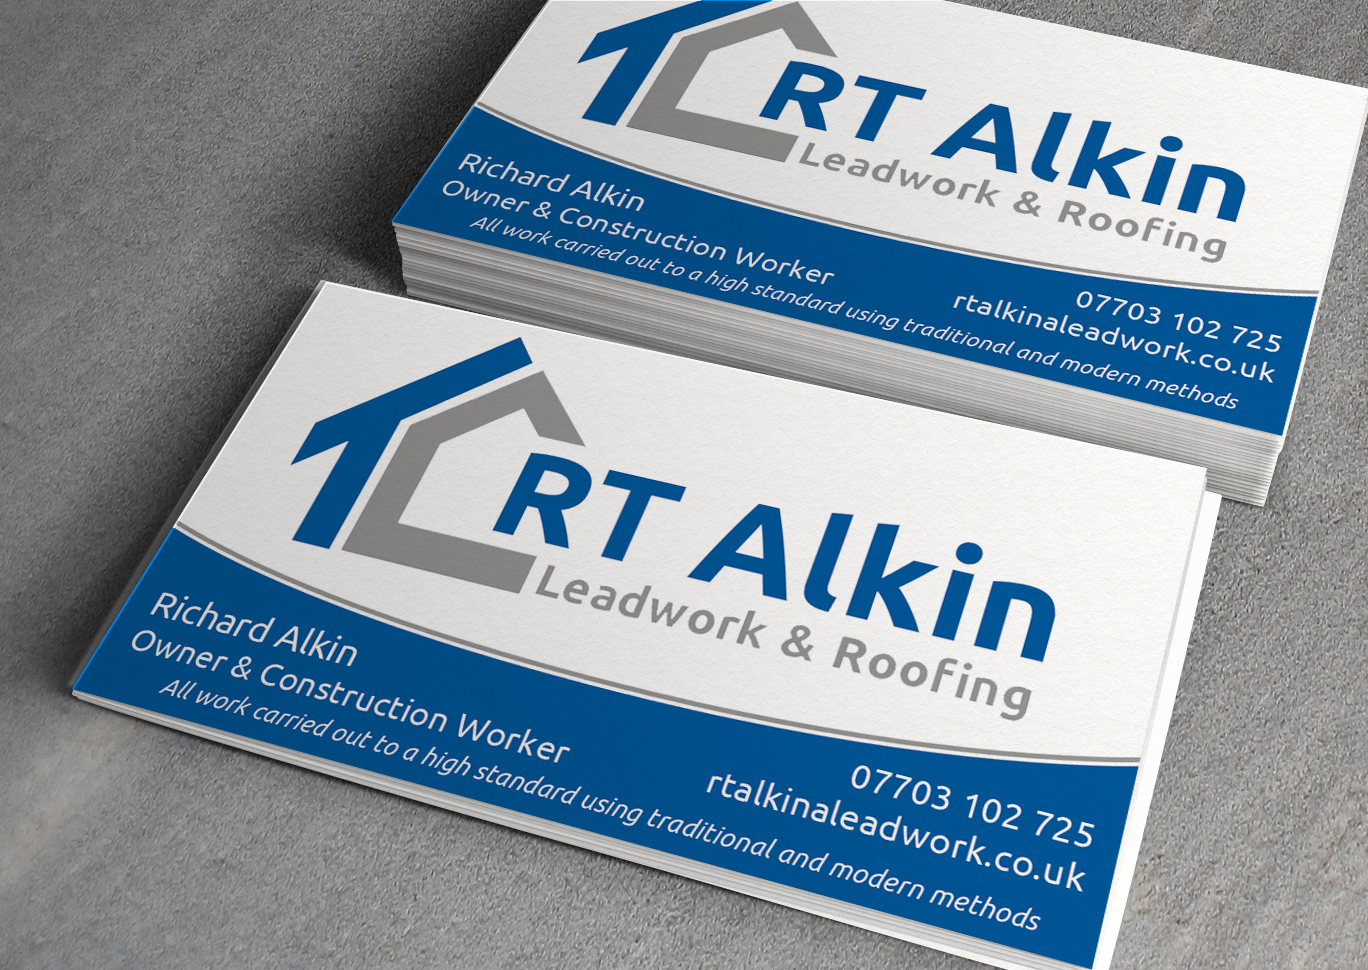 RT Alkin
Leadwork & Roofing
Richard Alkin
Owner & Construction Worker
All work carried out to a high standard using traditional and modern methods
07703 102 725
rtalkinaleadwork.co.uk
RT Alkin
Leadwork & Roofing
Richard Alkin
Owner & Construction Worker
All work carried out to a high standard using traditional and modern methods
07703 102 725
rtalkinaleadwork.co.uk